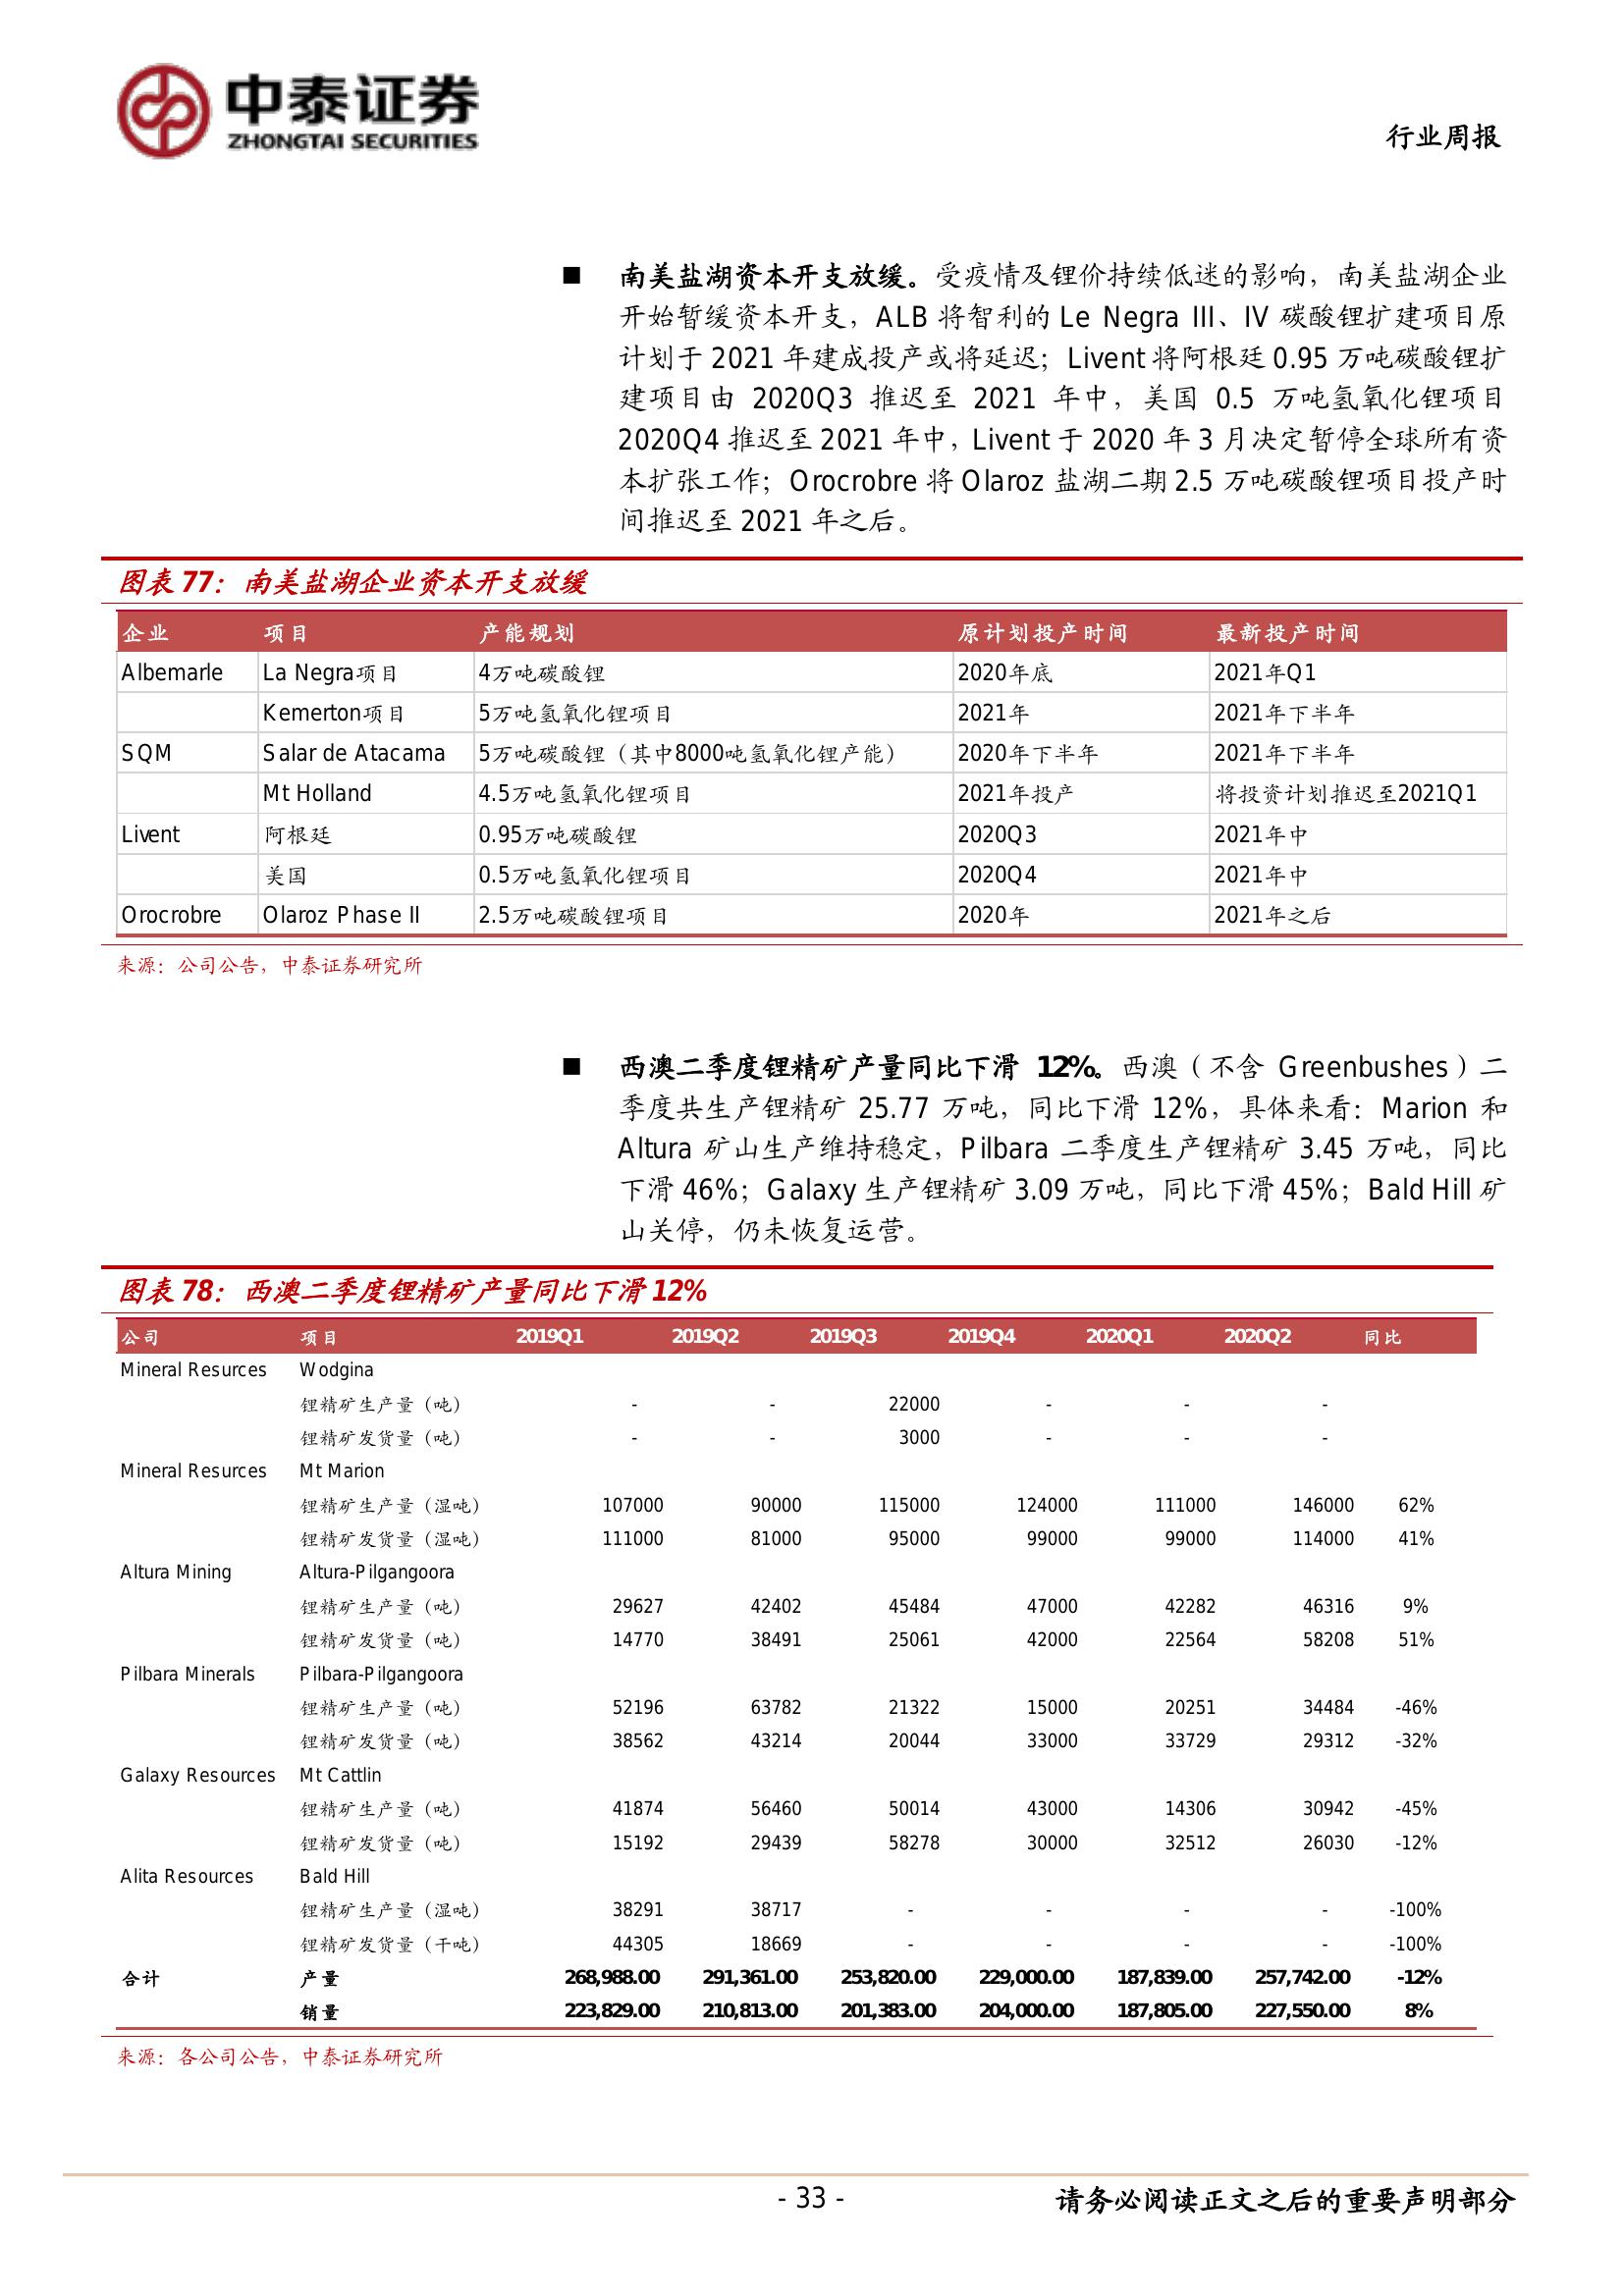 中泰证券
ZHONGTAI SECURITIES
行业周报
■ 南美盐湖资本开支放缓。受疫情及锂价持续低迷的影响，南美盐湖企业
开始暂缓资本开支，ALB 将智利的 Le Negra III、IV 碳酸锂扩建项目原
计划于 2021 年建成投产或将延迟；Livent 将阿根廷 0.95 万吨碳酸锂扩
建项目由 2020Q3 推迟至 2021 年中，美国 0.5 万吨氢氧化锂项目
2020Q4 推迟至 2021 年中，Livent 于 2020 年 3 月决定暂停全球所有资
本扩张工作；Orocrobre 将 Olaroz 盐湖二期 2.5 万吨碳酸锂项目投产时
间推迟至 2021 年之后。
图表 77：南美盐湖企业资本开支放缓
企业 项目 产能规划 原计划投产时间 最新投产时间
Albemarle La Negra项目 4万吨碳酸锂 2020年底 2021年Q1
Kemerton项目 5万吨氢氧化锂项目 2021年 2021年下半年
SQM Salar de Atacama 5万吨碳酸锂（其中8000吨氢氧化锂产能） 2020年下半年 2021年下半年
Mt Holland 4.5万吨氢氧化锂项目 2021年投产 将投资计划推迟至2021Q1
Livent 阿根廷 0.95万吨碳酸锂 2020Q3 2021年中
美国 0.5万吨氢氧化锂项目 2020Q4 2021年中
Orocrobre Olaroz Phase II 2.5万吨碳酸锂项目 2020年 2021年之后
来源：公司公告，中泰证券研究所
■ 西澳二季度锂精矿产量同比下滑 12%。西澳（不含 Greenbushes）二
季度共生产锂精矿 25.77 万吨，同比下滑 12%，具体来看：Marion 和
Altura 矿山生产维持稳定，Pilbara 二季度生产锂精矿 3.45 万吨，同比
下滑 46%；Galaxy 生产锂精矿 3.09 万吨，同比下滑 45%；Bald Hill 矿
山关停，仍未恢复运营。
图表 78：西澳二季度锂精矿产量同比下滑 12%
公司 项目 2019Q1 2019Q2 2019Q3 2019Q4 2020Q1 2020Q2 同比
Mineral Resurces Wodgina
锂精矿生产量（吨） - - 22000 - - -
锂精矿发货量（吨） - - 3000 - - -
Mineral Resurces Mt Marion
锂精矿生产量（湿吨） 107000 90000 115000 124000 111000 146000 62%
锂精矿发货量（湿吨） 111000 81000 95000 99000 99000 114000 41%
Altura Mining Altura-Pilgangoora
锂精矿生产量（吨） 29627 42402 45484 47000 42282 46316 9%
锂精矿发货量（吨） 14770 38491 25061 42000 22564 58208 51%
Pilbara Minerals Pilbara-Pilgangoora
锂精矿生产量（吨） 52196 63782 21322 15000 20251 34484 -46%
锂精矿发货量（吨） 38562 43214 20044 33000 33729 29312 -32%
Galaxy Resources Mt Cattlin
锂精矿生产量（吨） 41874 56460 50014 43000 14306 30942 -45%
锂精矿发货量（吨） 15192 29439 58278 30000 32512 26030 -12%
Alita Resources Bald Hill
锂精矿生产量（湿吨） 38291 38717 - - - - -100%
锂精矿发货量（干吨） 44305 18669 - - - - -100%
合计 产量 268,988.00 291,361.00 253,820.00 229,000.00 187,839.00 257,742.00 -12%
销量 223,829.00 210,813.00 201,383.00 204,000.00 187,805.00 227,550.00 8%
来源：各公司公告，中泰证券研究所
- 33 - 请务必阅读正文之后的重要声明部分